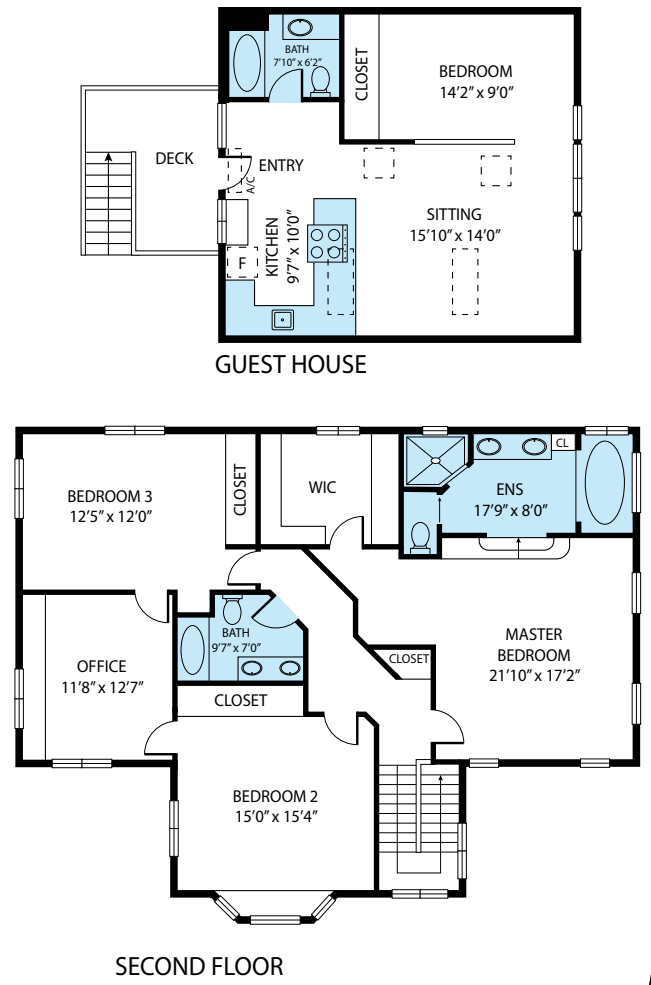 BATH
7'10" x 6'2"
CLOSET
BEDROOM
14'2" x 9'0"
DECK
ENTRY
A/C
KITCHEN
9'7" x 10'0"
F
SITTING
15'10" x 14'0"
GUEST HOUSE
BEDROOM 3
12'5" x 12'0"
CLOSET
WIC
CL
ENS
17'9" x 8'0"
BATH
9'7" x 7'0"
OFFICE
11'8" x 12'7"
CLOSET
CLOSET
MASTER
BEDROOM
21'10" x 17'2"
BEDROOM 2
15'0" x 15'4"
SECOND FLOOR